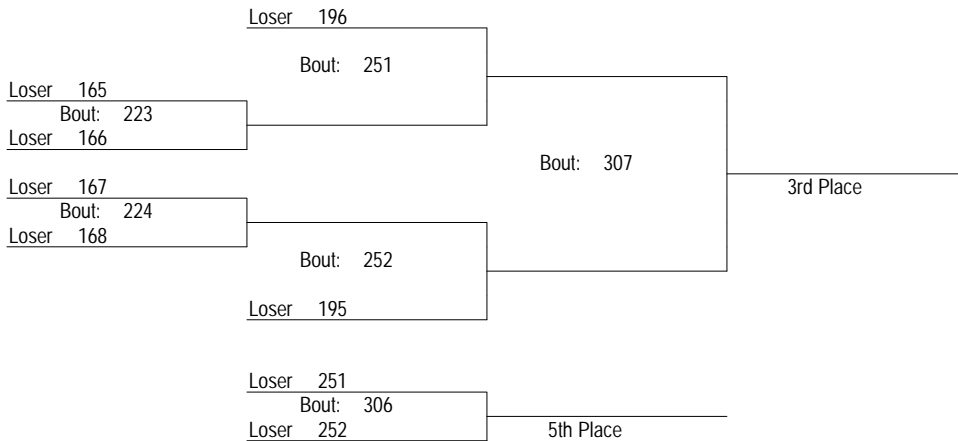 Loser 196
Bout: 251
Loser 165
Bout: 223
Loser 166
Bout: 307
Loser 167
3rd Place
Bout: 224
Loser 168
Bout: 252
Loser 195
Loser 251
Bout: 306
Loser 252
5th Place